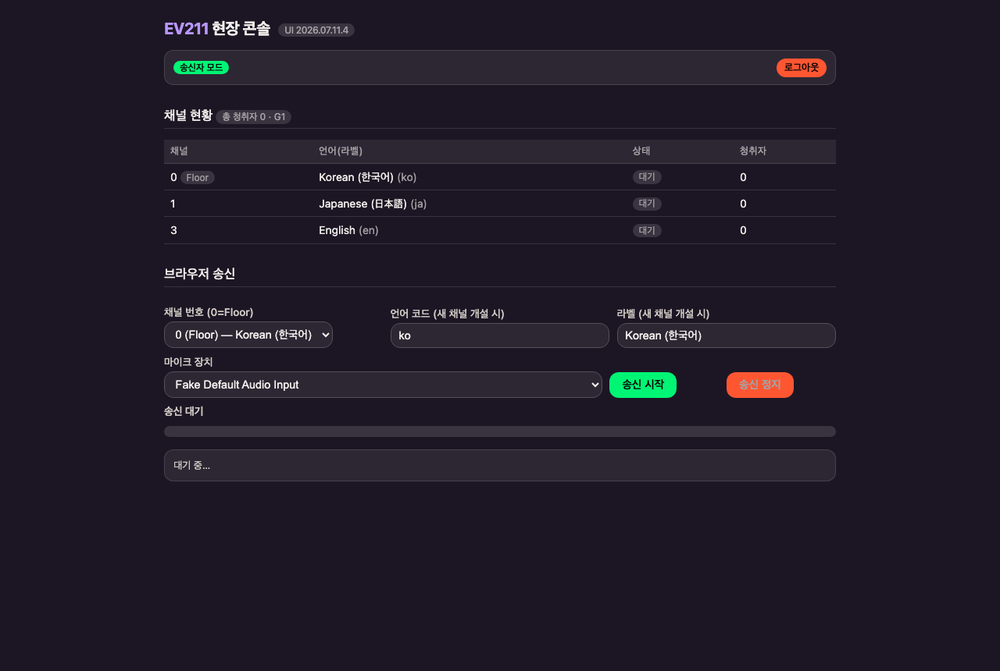 EV211 현장 콘솔 UI 2026.07.11.4
송신자 모드 로그아웃
채널 현황 총 청취자 0 · G1
채널 언어(라벨) 상태 청취자
0 Floor Korean (한국어) (ko) 대기 0
1 Japanese (日本語) (ja) 대기 0
3 English (en) 대기 0
브라우저 송신
채널 번호 (0=Floor) 언어 코드 (새 채널 개설 시) 라벨 (새 채널 개설 시)
0 (Floor) — Korean (한국어) ko Korean (한국어)
마이크 장치
Fake Default Audio Input 송신 시작 송신 정지
송신 대기
대기 중...